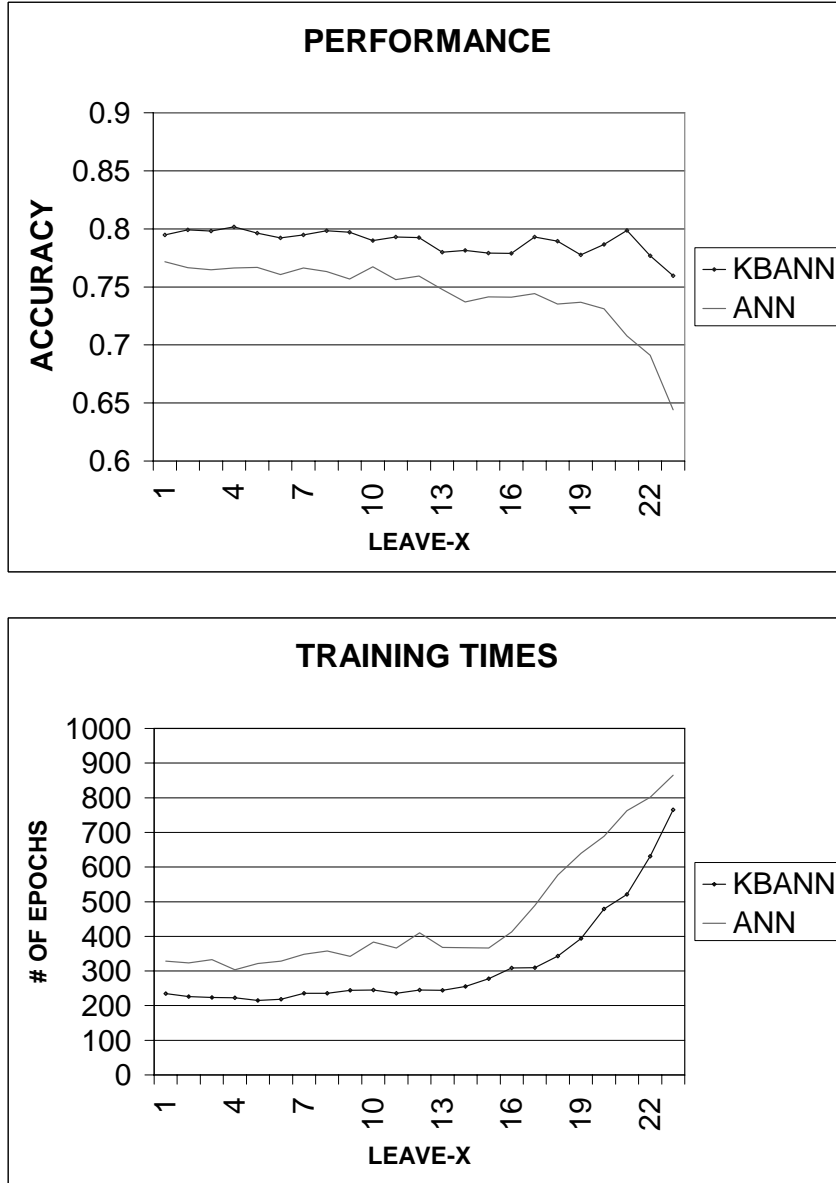 PERFORMANCE
0.9
0.85
0.8
0.75
0.7
0.65
0.6
ACCURACY
1 4 7 10 13 16 19 22
LEAVE-X
KBANN
ANN
TRAINING TIMES
1000
900
800
700
600
500
400
300
200
100
0
# OF EPOCHS
1 4 7 10 13 16 19 22
LEAVE-X
KBANN
ANN